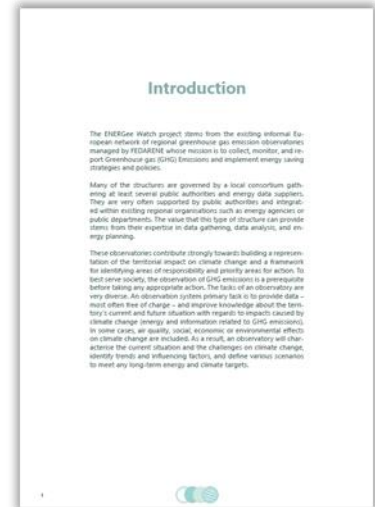 Introduction
The ENERGee Watch project stems from the existing informal Eu-
ropean network of regional greenhouse gas emission observatories
managed by FEDARENE whose mission is to collect, monitor, and re-
port Greenhouse gas (GHG) Emissions and implement energy saving
strategies and policies.
Many of the structures are governed by a local consortium gath-
ering at least several public authorities and energy data suppliers.
They are very often supported by public authorities and integrat-
ed within existing regional organisations such as energy agencies or
public departments. The value that this type of structure can provide
stems from their expertise in data gathering, data analysis, and en-
ergy planning.
These observatories contribute strongly towards building a represen-
tation of the territorial impact on climate change and a framework
for identifying areas of responsibility and priority areas for action. To
best serve society, the observation of GHG emissions is a prerequisite
before taking any appropriate action. The tasks of an observatory are
very diverse. An observation system primary task is to provide data –
most often free of charge – and improve knowledge about the terri-
tory's current and future situation with regards to impacts caused by
climate change (energy and information related to GHG emissions).
In some cases, air quality, social, economic or environmental effects
on climate change are included. As a result, an observatory will char-
acterise the current situation and the challenges on climate change,
identify trends and influencing factors, and define various scenarios
to meet any long-term energy and climate targets.